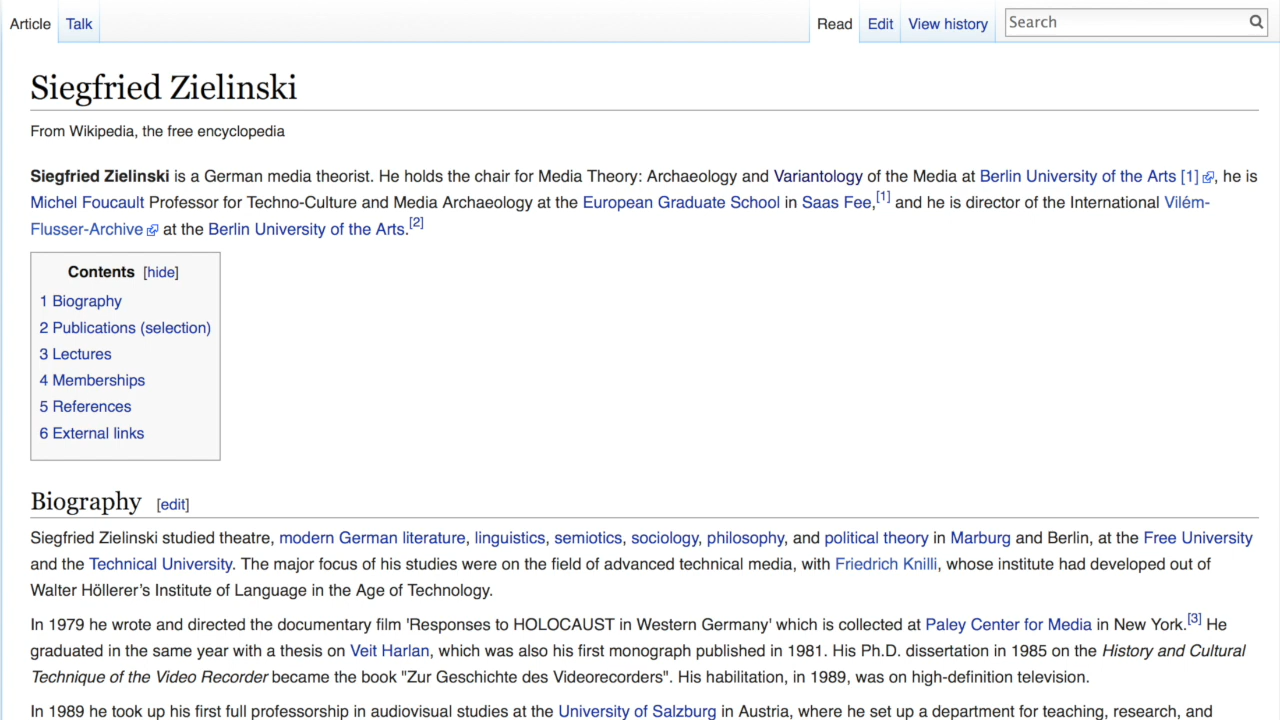 Article Talk Read Edit View history Search
Siegfried Zielinski
From Wikipedia, the free encyclopedia
Siegfried Zielinski is a German media theorist. He holds the chair for Media Theory: Archaeology and Variantology of the Media at Berlin University of the Arts [1], he is
Michel Foucault Professor for Techno-Culture and Media Archaeology at the European Graduate School in Saas Fee,[1] and he is director of the International Vilém-
Flusser-Archive at the Berlin University of the Arts.[2]
Contents [hide]
1 Biography
2 Publications (selection)
3 Lectures
4 Memberships
5 References
6 External links
Biography [edit]
Siegfried Zielinski studied theatre, modern German literature, linguistics, semiotics, sociology, philosophy, and political theory in Marburg and Berlin, at the Free University
and the Technical University. The major focus of his studies were on the field of advanced technical media, with Friedrich Knilli, whose institute had developed out of
Walter Höllerer's Institute of Language in the Age of Technology.
In 1979 he wrote and directed the documentary film 'Responses to HOLOCAUST in Western Germany' which is collected at Paley Center for Media in New York.[3] He
graduated in the same year with a thesis on Veit Harlan, which was also his first monograph published in 1981. His Ph.D. dissertation in 1985 on the History and Cultural
Technique of the Video Recorder became the book "Zur Geschichte des Videorecorders". His habilitation, in 1989, was on high-definition television.
In 1989 he took up his first full professorship in audiovisual studies at the University of Salzburg in Austria, where he set up a department for teaching, research, and